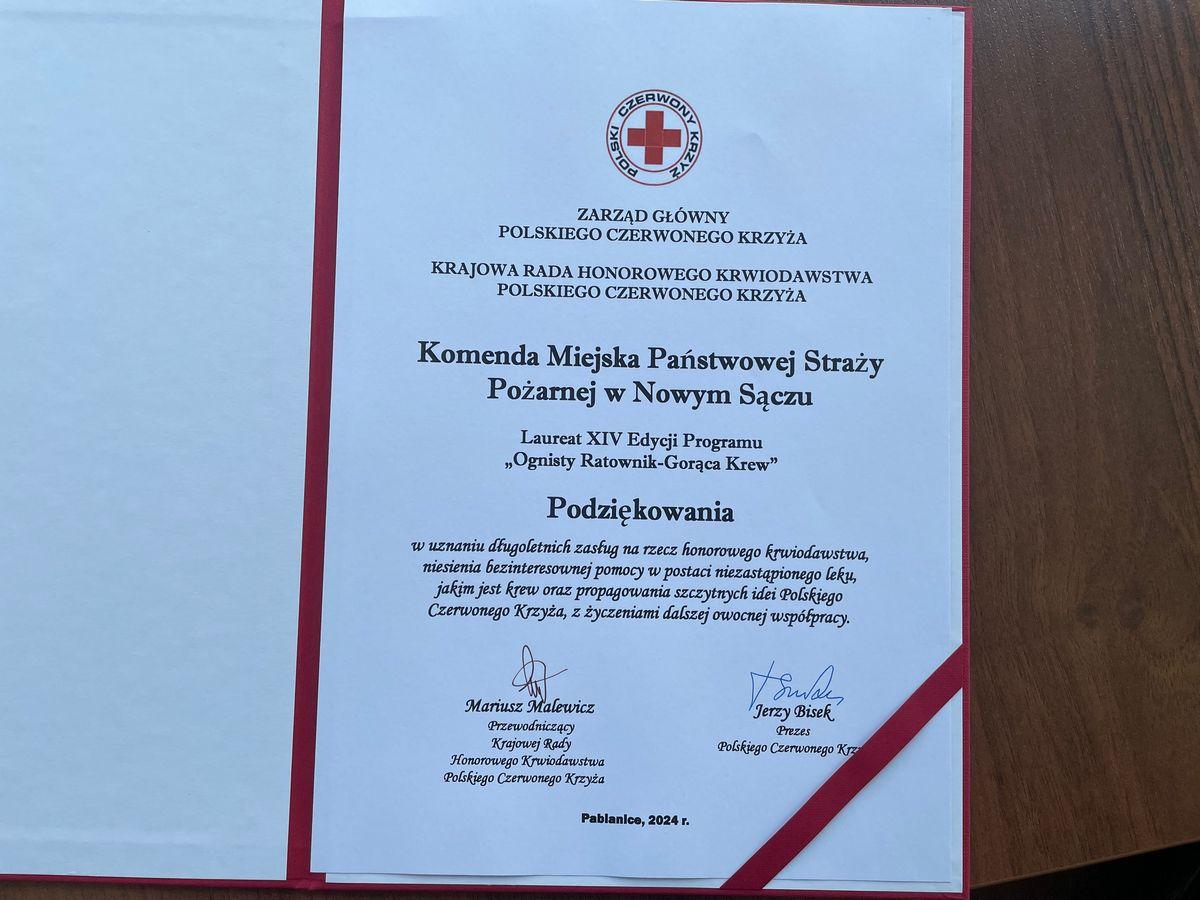 POLSKI CZERWONY KRZYŻ
ZARZĄD GŁÓWNY
POLSKIEGO CZERWONEGO KRZYŻA
KRAJOWA RADA HONOROWEGO KRWIODAWSTWA
POLSKIEGO CZERWONEGO KRZYŻA
Komenda Miejska Państwowej Straży
Pożarnej w Nowym Sączu
Laureat XIV Edycji Programu
„Ognisty Ratownik-Gorąca Krew”
Podziękowania
w uznaniu długoletnich zasług na rzecz honorowego krwiodawstwa,
niesienia bezinteresownej pomocy w postaci niezastąpionego leku,
jakim jest krew oraz propagowania szczytnych idei Polskiego
Czerwonego Krzyża, z życzeniami dalszej owocnej współpracy.
Mariusz Malewicz
Przewodniczący
Krajowej Rady
Honorowego Krwiodawstwa
Polskiego Czerwonego Krzyża
Jerzy Bisek
Prezes
Polskiego Czerwonego Krz
Pabianice, 2024 r.